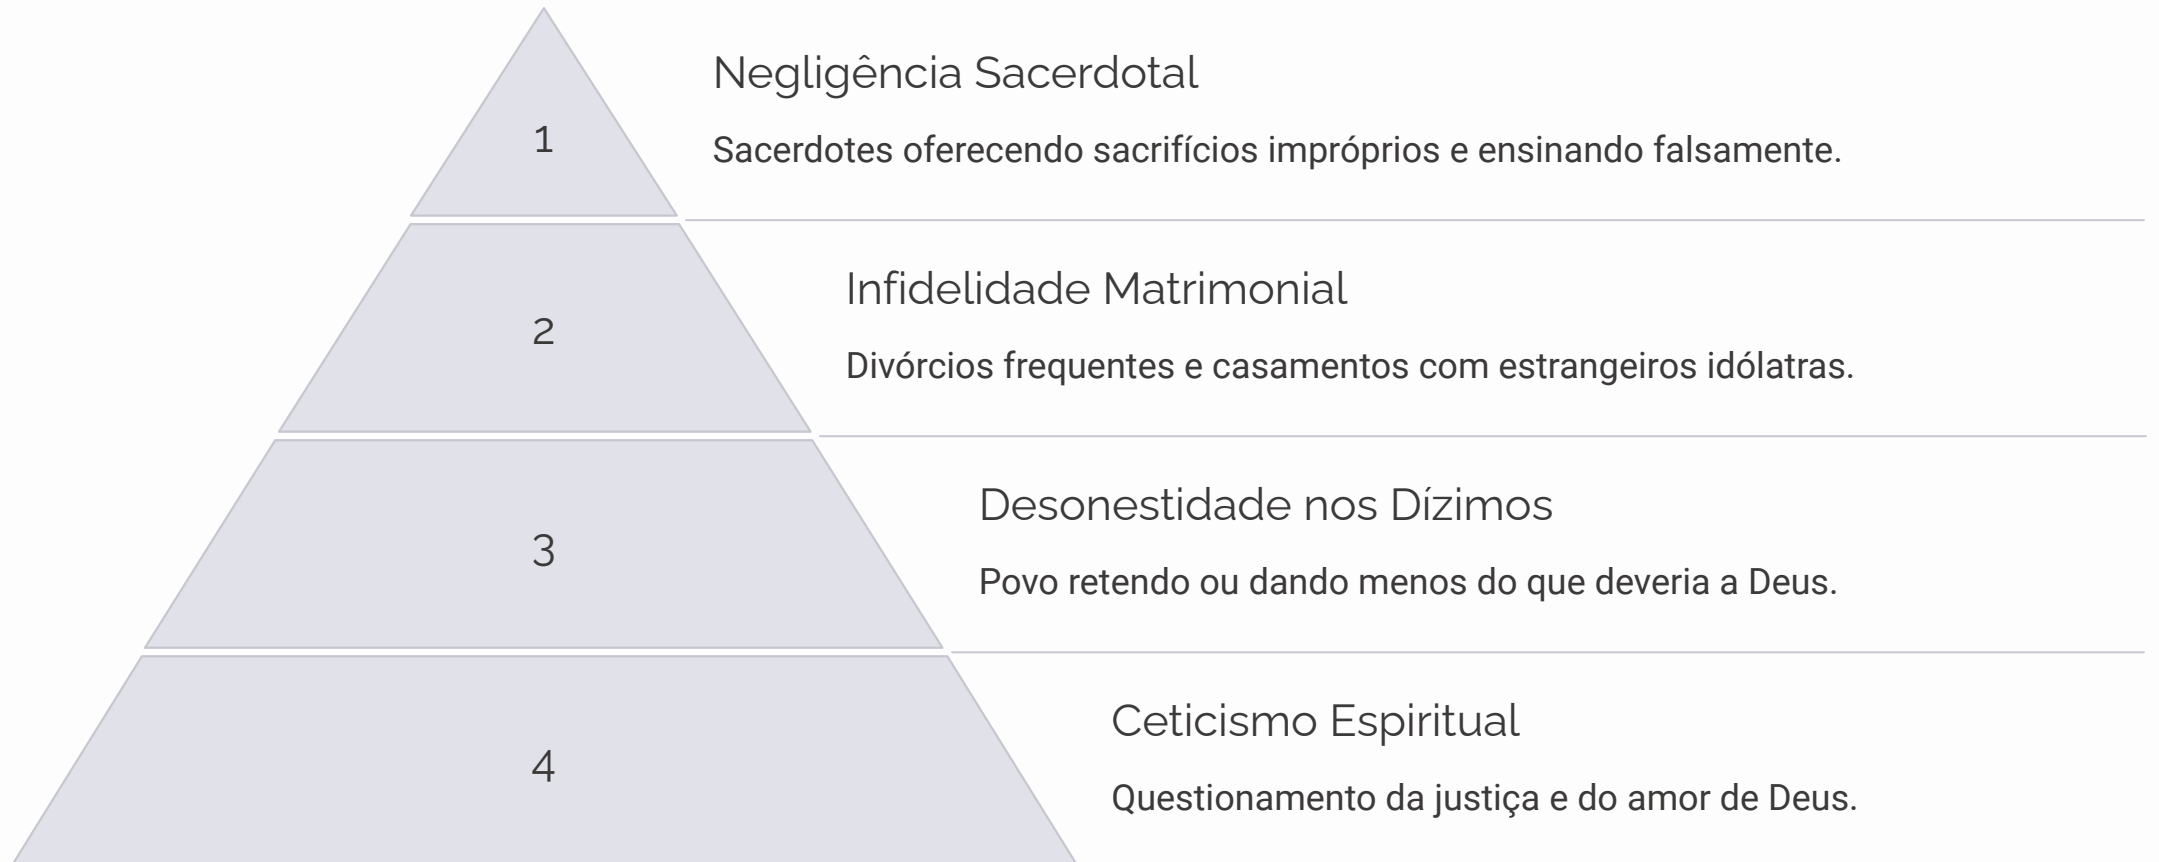 1
Negligência Sacerdotal
Sacerdotes oferecendo sacrifícios impróprios e ensinando falsamente.
2
Infidelidade Matrimonial
Divórcios frequentes e casamentos com estrangeiros idólatras.
3
Desonestidade nos Dízimos
Povo retendo ou dando menos do que deveria a Deus.
4
Ceticismo Espiritual
Questionamento da justiça e do amor de Deus.